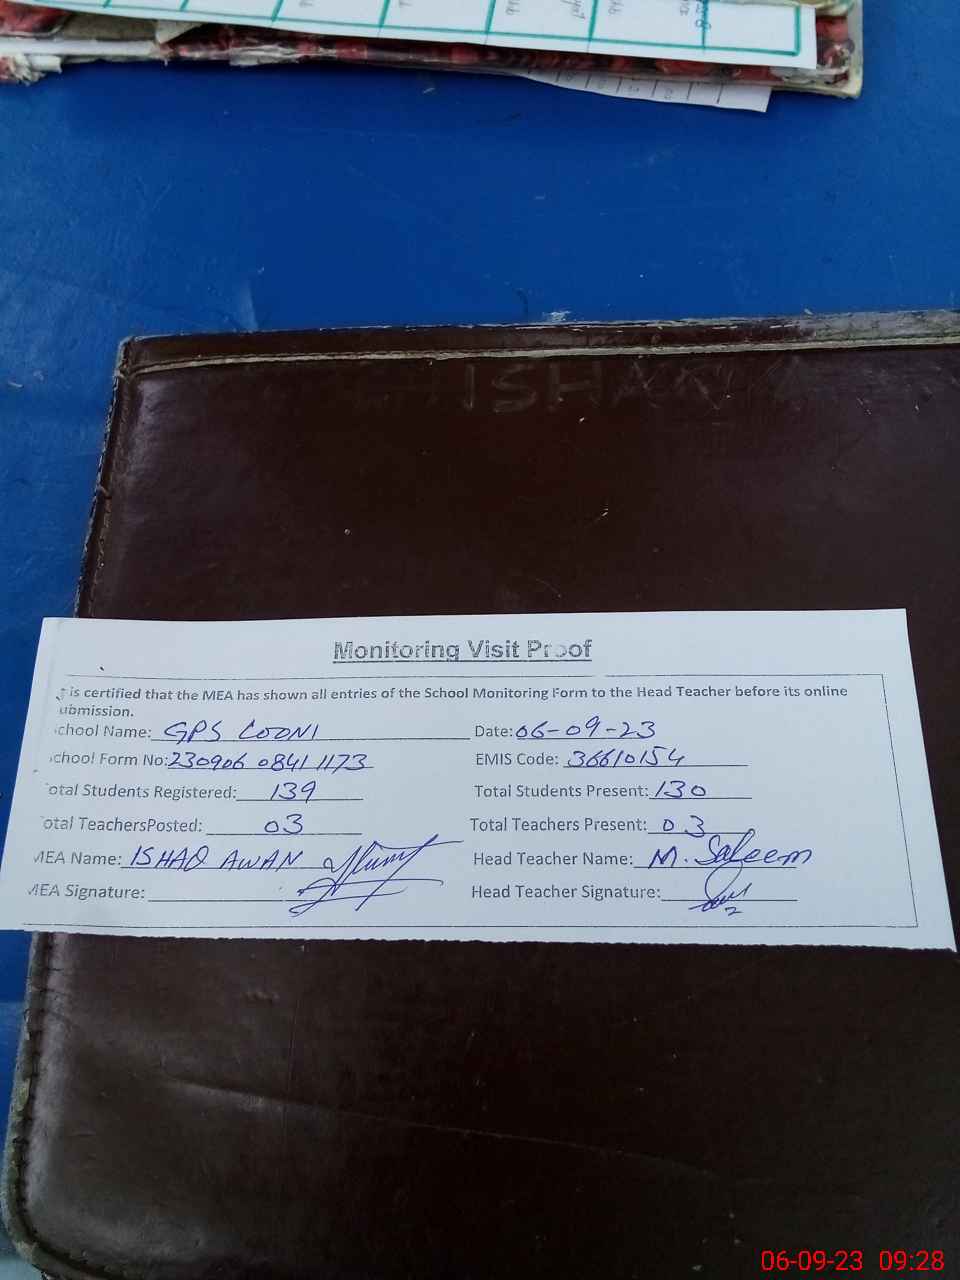 ISHAK
Monitoring Visit Proof
is certified that the MEA has shown all entries of the School Monitoring Form to the Head Teacher before its online
ubmission.
chool Name: GPS COONI Date: 06-09-23
chool Form No: 230906 0841 1173 EMIS Code: 36610154
otal Students Registered: 139 Total Students Present: 130
otal TeachersPosted: 03 Total Teachers Present: 03
MEA Name: ISHAQ AWAN Head Teacher Name: M. Saleem
MEA Signature: Head Teacher Signature:
06-09-23 09:28